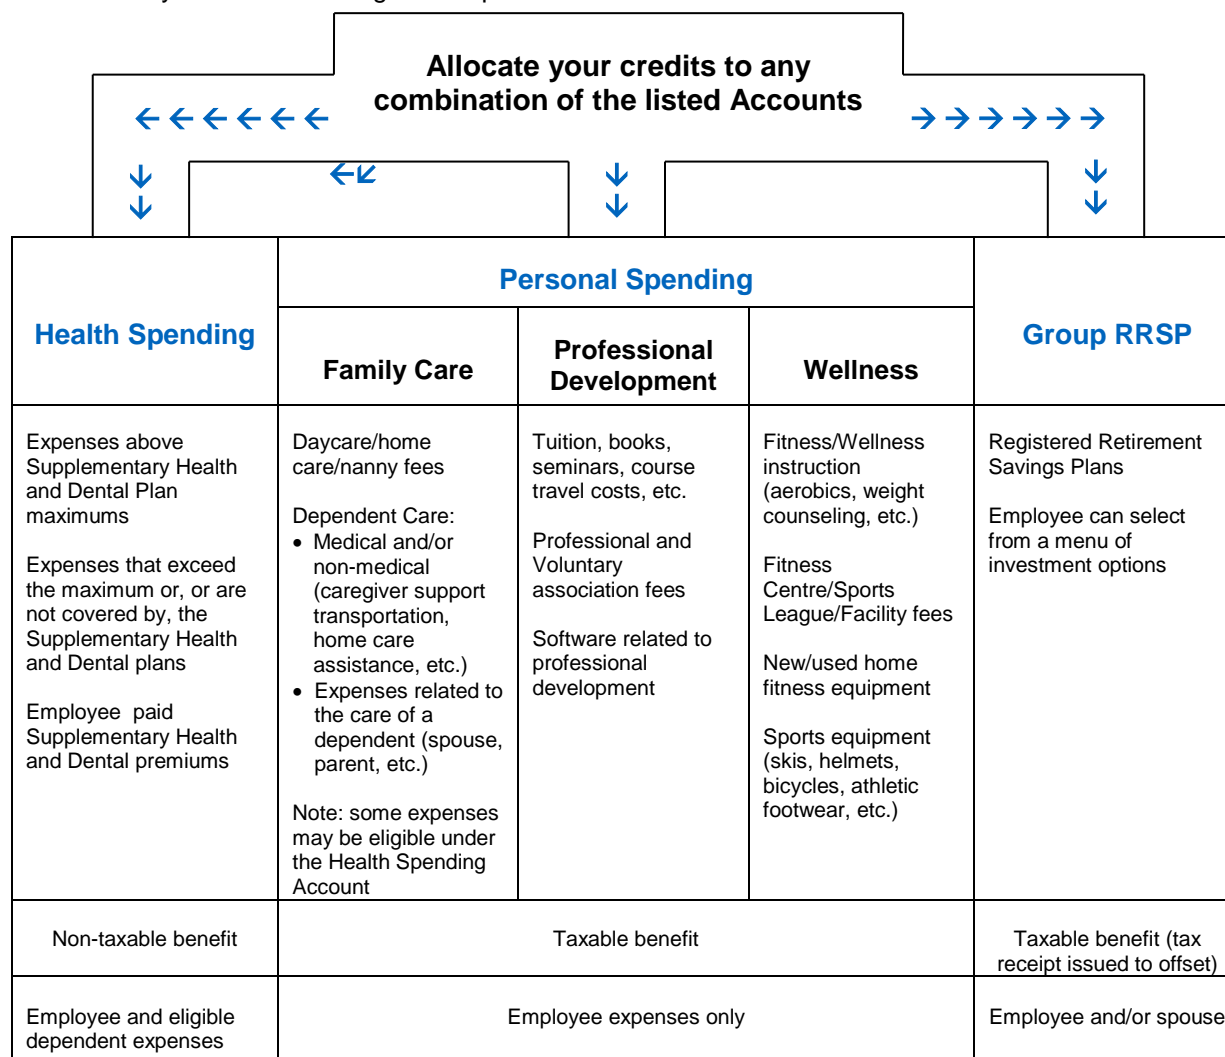 Allocate your credits to any
combination of the listed Accounts
Health Spending
Personal Spending
Group RRSP
Family Care
Professional
Development
Wellness
Expenses above
Supplementary Health
and Dental Plan
maximums
Expenses that exceed
the maximum or, or are
not covered by, the
Supplementary Health
and Dental plans
Employee paid
Supplementary Health
and Dental premiums
Daycare/home
care/nanny fees
Dependent Care:
• Medical and/or
non-medical
(caregiver support
transportation,
home care
assistance, etc.)
• Expenses related to
the care of a
dependent (spouse,
parent, etc.)
Note: some expenses
may be eligible under
the Health Spending
Account
Tuition, books,
seminars, course
travel costs, etc.
Professional and
Voluntary
association fees
Software related to
professional
development
Fitness/Wellness
instruction
(aerobics, weight
counseling, etc.)
Fitness
Centre/Sports
League/Facility fees
New/used home
fitness equipment
Sports equipment
(skis, helmets,
bicycles, athletic
footwear, etc.)
Registered Retirement
Savings Plans
Employee can select
from a menu of
investment options
Non-taxable benefit
Taxable benefit
Taxable benefit (tax
receipt issued to offset)
Employee and eligible
dependent expenses
Employee expenses only
Employee and/or spouse